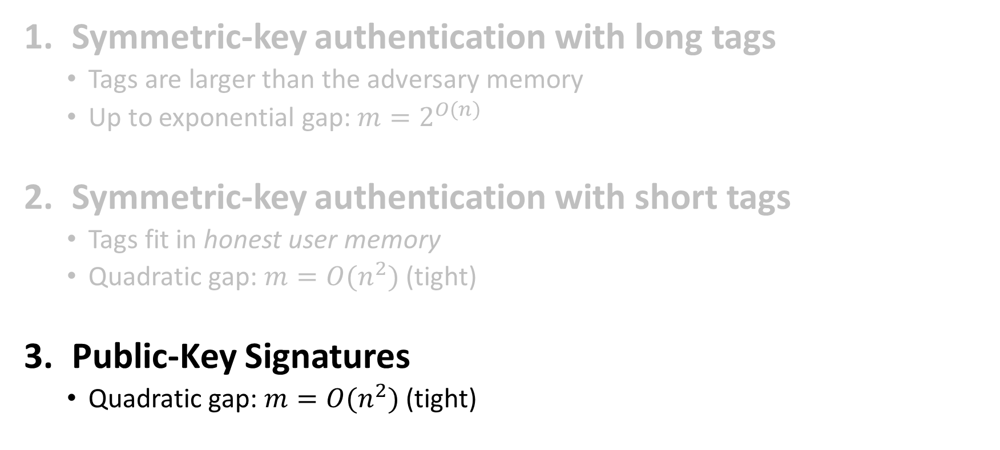 1. Symmetric-key authentication with long tags
• Tags are larger than the adversary memory
• Up to exponential gap: m = 2^{O(n)}
2. Symmetric-key authentication with short tags
• Tags fit in honest user memory
• Quadratic gap: m = O(n²) (tight)
3. Public-Key Signatures
• Quadratic gap: m = O(n²) (tight)